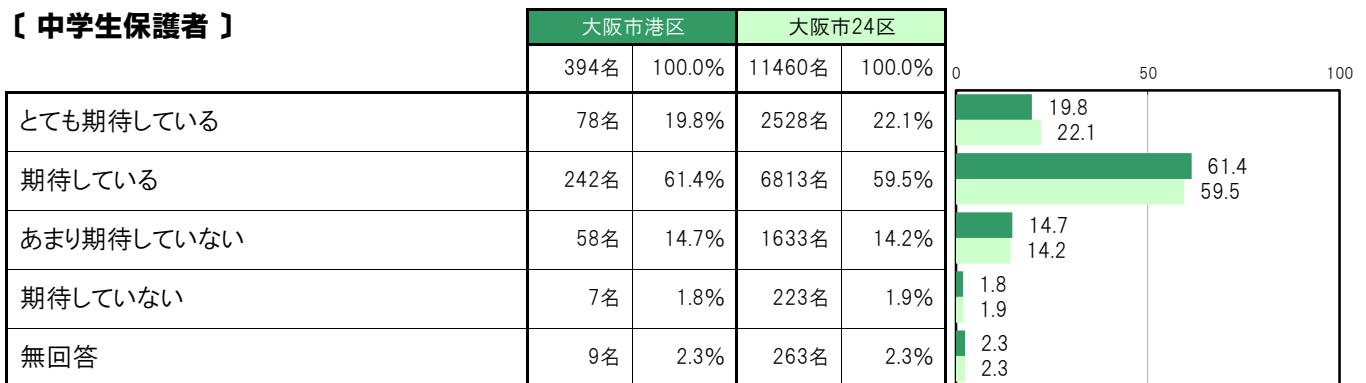 〔 中学生保護者 〕
大阪市港区 大阪市24区
394名 100.0% 11460名 100.0%
0 50 100
とても期待している 78名 19.8% 2528名 22.1%
19.8
22.1
期待している 242名 61.4% 6813名 59.5%
61.4
59.5
あまり期待していない 58名 14.7% 1633名 14.2%
14.7
14.2
期待していない 7名 1.8% 223名 1.9%
1.8
1.9
無回答 9名 2.3% 263名 2.3%
2.3
2.3